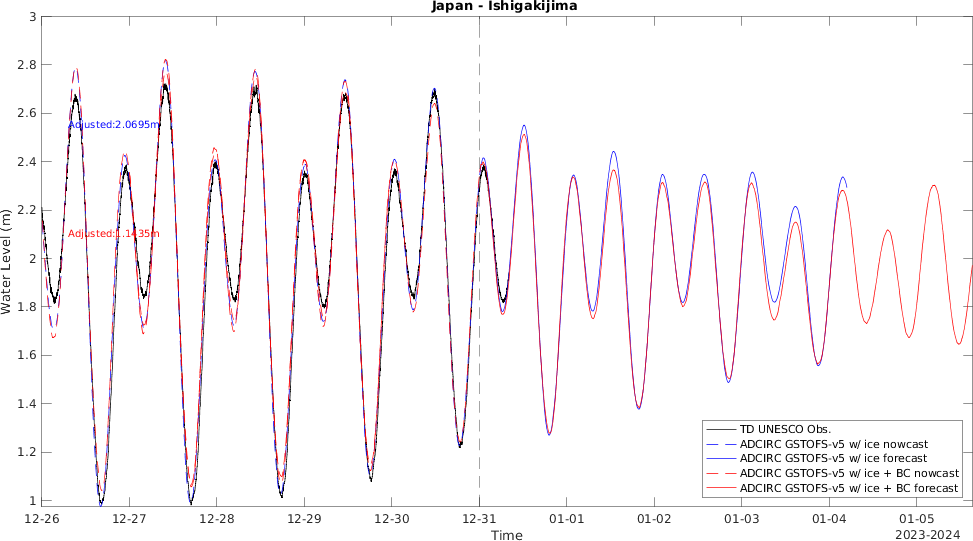 Japan - Ishigakijima
Water Level (m)
3
2.8
2.6
2.4
2.2
2
1.8
1.6
1.4
1.2
1
Adjusted:2.0695m
Adjusted:1.1435m
TD UNESCO Obs.
ADCIRC GSTOFS-v5 w/ ice nowcast
ADCIRC GSTOFS-v5 w/ ice forecast
ADCIRC GSTOFS-v5 w/ ice + BC nowcast
ADCIRC GSTOFS-v5 w/ ice + BC forecast
12-26 12-27 12-28 12-29 12-30 12-31 01-01 01-02 01-03 01-04 01-05
Time
2023-2024